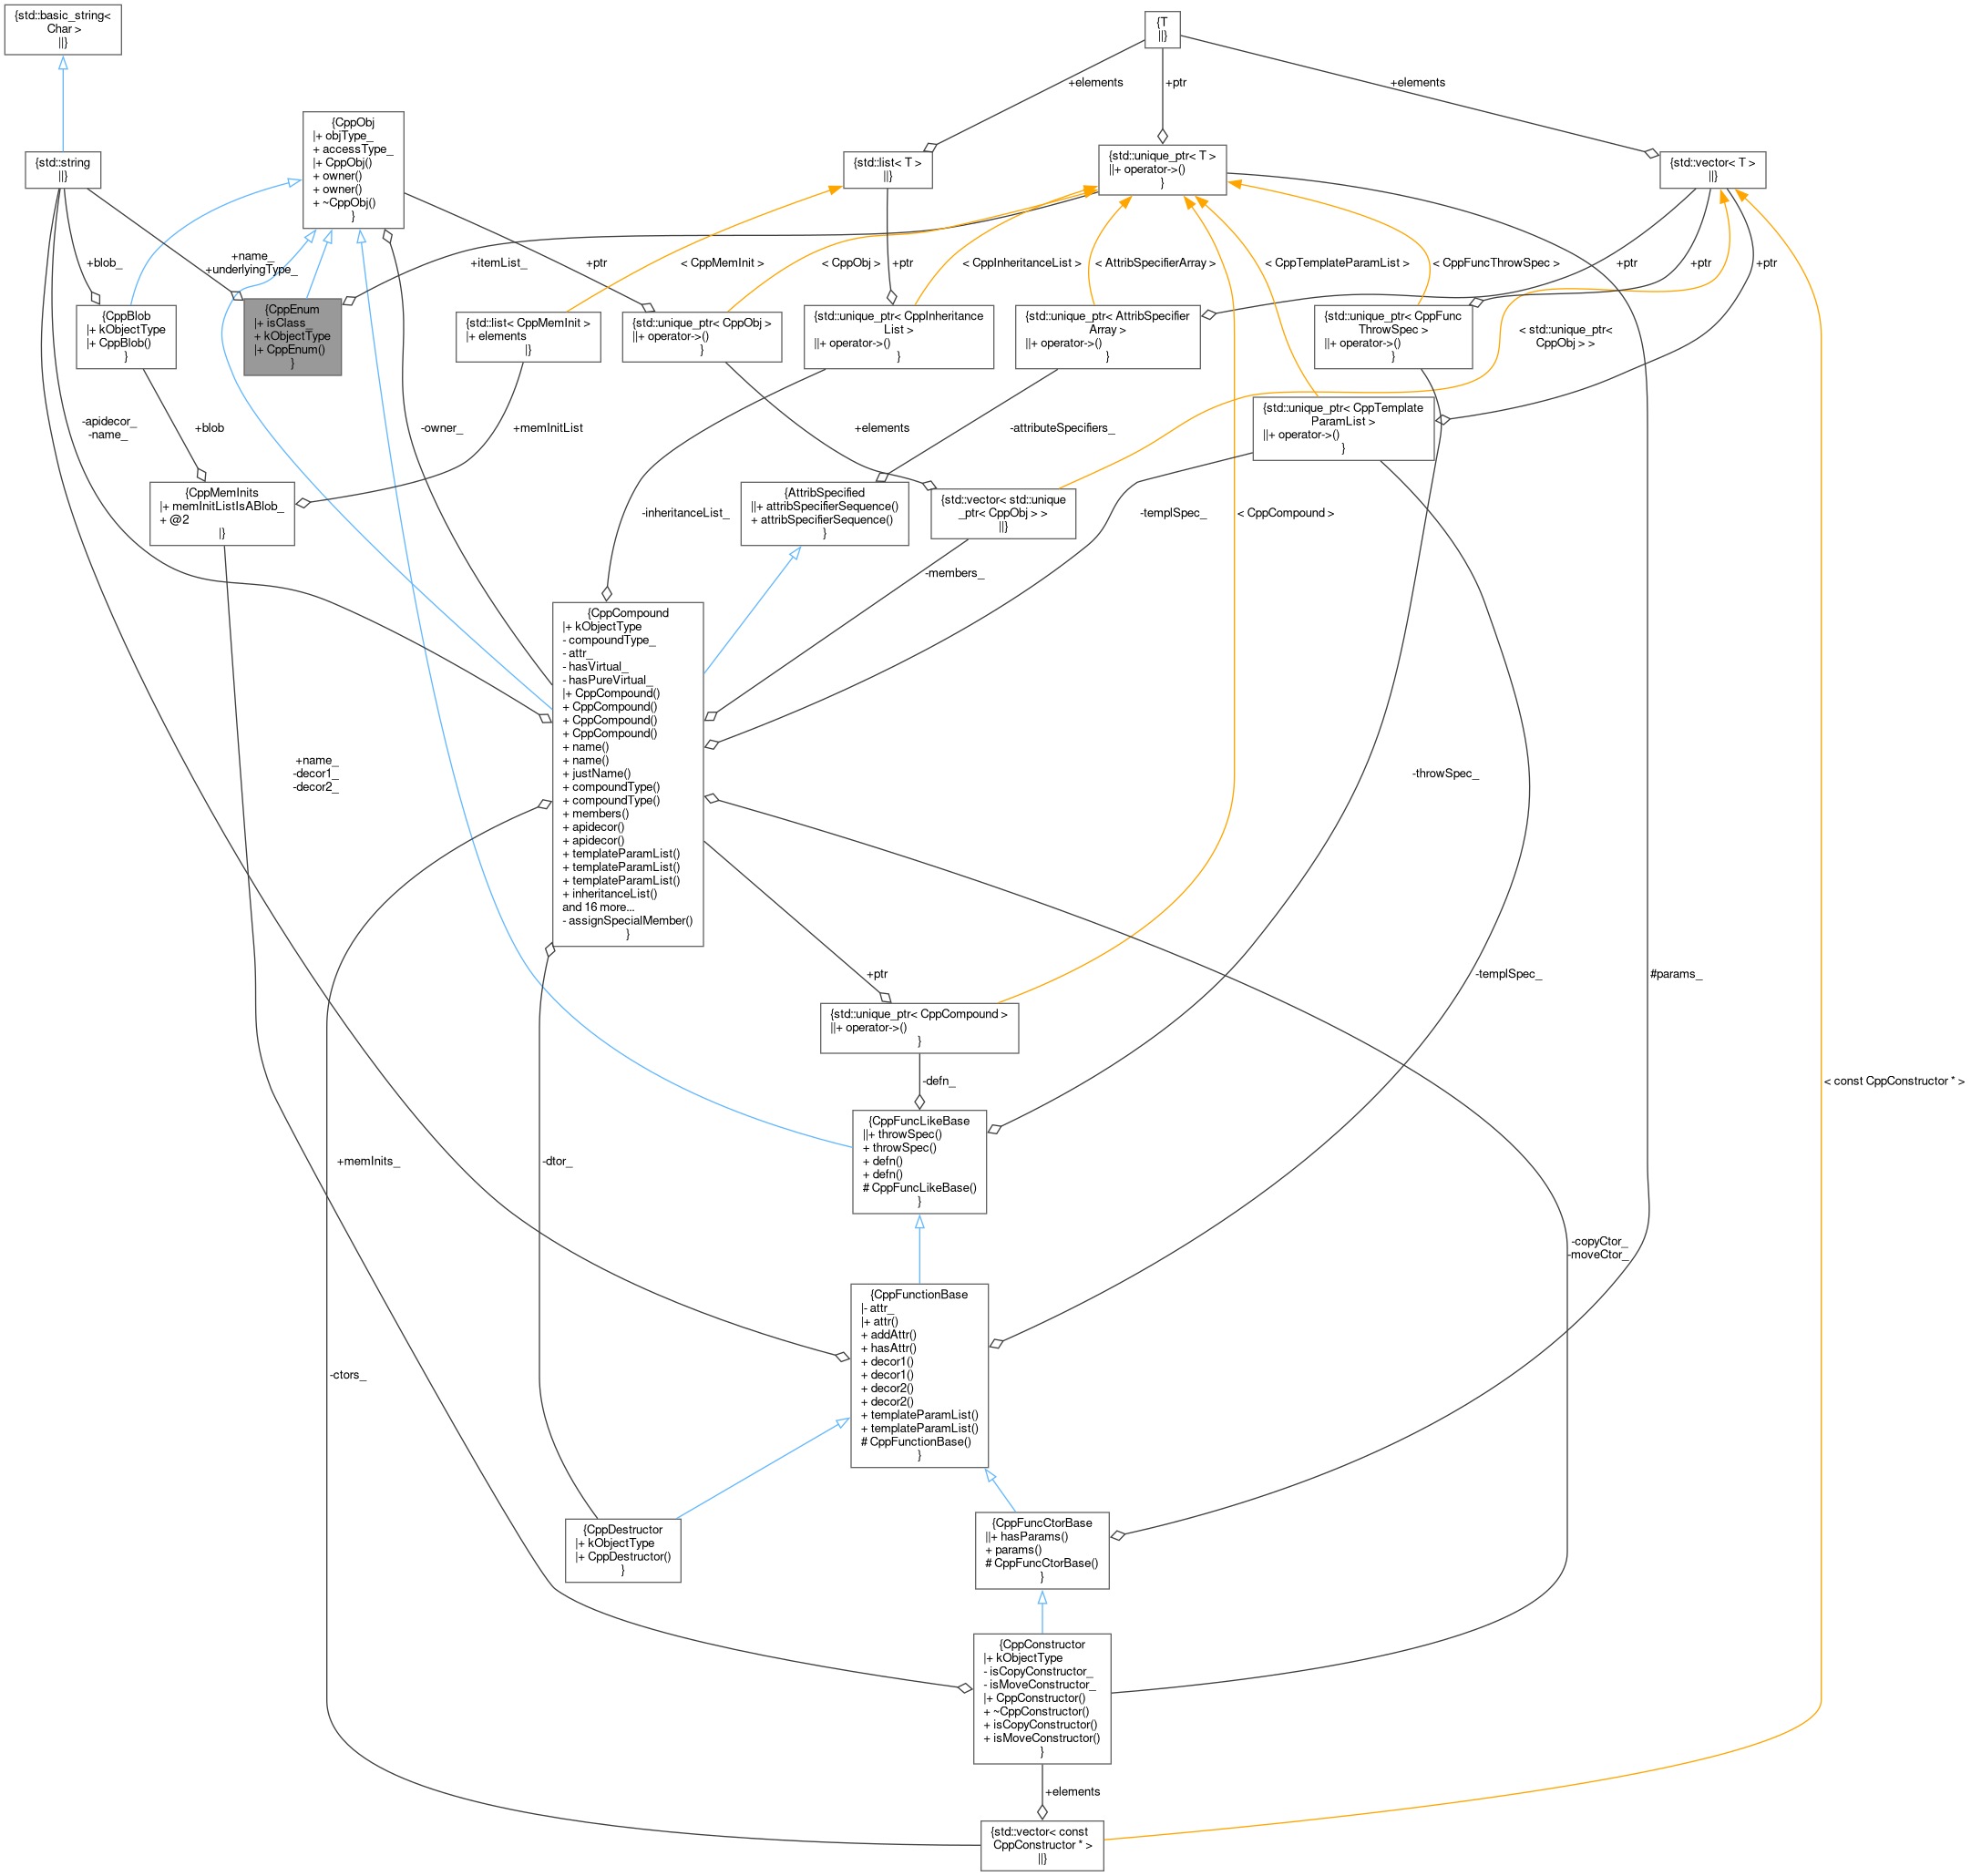 {std::basic_string<
Char >
||}
{T
||}
+elements
+ptr
+elements
{CppObj
|+ objType_
+ accessType_
|+ CppObj()
+ owner()
+ owner()
+ ~CppObj()
}
{std::string
||}
{std::list< T >
||}
{std::unique_ptr< T >
||+ operator->()
}
{std::vector< T >
||}
+blob_
+name_
+underlyingType_
+itemList_
+ptr
< CppMemInit >
< CppObj >
+ptr
< CppInheritanceList >
< AttribSpecifierArray >
< CppTemplateParamList >
< CppFuncThrowSpec >
+ptr
+ptr
+ptr
{CppBlob
|+ kObjectType
|+ CppBlob()
}
{CppEnum
|+ isClass_
+ kObjectType
|+ CppEnum()
}
{std::list< CppMemInit >
|+ elements
|}
{std::unique_ptr< CppObj >
||+ operator->()
}
{std::unique_ptr< CppInheritance
List >
||+ operator->()
}
{std::unique_ptr< AttribSpecifier
Array >
||+ operator->()
}
{std::unique_ptr< CppFunc
ThrowSpec >
||+ operator->()
}
< std::unique_ptr<
CppObj > >
{std::unique_ptr< CppTemplate
ParamList >
||+ operator->()
}
-apidecor_
-name_
+blob
-owner_
+memInitList
+elements
-attributeSpecifiers_
{CppMemInits
|+ memInitListIsABlob_
+ @2
|}
-inheritanceList_
{AttribSpecified
||+ attribSpecifierSequence()
+ attribSpecifierSequence()
}
{std::vector< std::unique
_ptr< CppObj > >
||}
-templSpec_
< CppCompound >
-members_
{CppCompound
|+ kObjectType
- compoundType_
- attr_
- hasVirtual_
- hasPureVirtual_
|+ CppCompound()
+ CppCompound()
+ CppCompound()
+ CppCompound()
+ name()
+ name()
+ justName()
+ compoundType()
+ compoundType()
+ members()
+ apidecor()
+ apidecor()
+ templateParamList()
+ templateParamList()
+ templateParamList()
+ inheritanceList()
and 16 more...
- assignSpecialMember()
}
+name_
-decor1_
-decor2_
-throwSpec_
+ptr
-templSpec_
#params_
{std::unique_ptr< CppCompound >
||+ operator->()
}
-defn_
< const CppConstructor * >
{CppFuncLikeBase
||+ throwSpec()
+ throwSpec()
+ defn()
+ defn()
# CppFuncLikeBase()
}
+memInits_
-dtor_
-copyCtor_
-moveCtor_
{CppFunctionBase
|- attr_
|+ attr()
+ addAttr()
+ hasAttr()
+ decor1()
+ decor1()
+ decor2()
+ decor2()
+ templateParamList()
+ templateParamList()
# CppFunctionBase()
}
-ctors_
{CppDestructor
|+ kObjectType
|+ CppDestructor()
}
{CppFuncCtorBase
||+ hasParams()
+ params()
# CppFuncCtorBase()
}
{CppConstructor
|+ kObjectType
- isCopyConstructor_
- isMoveConstructor_
|+ CppConstructor()
+ ~CppConstructor()
+ isCopyConstructor()
+ isMoveConstructor()
}
+elements
{std::vector< const
CppConstructor * >
||}